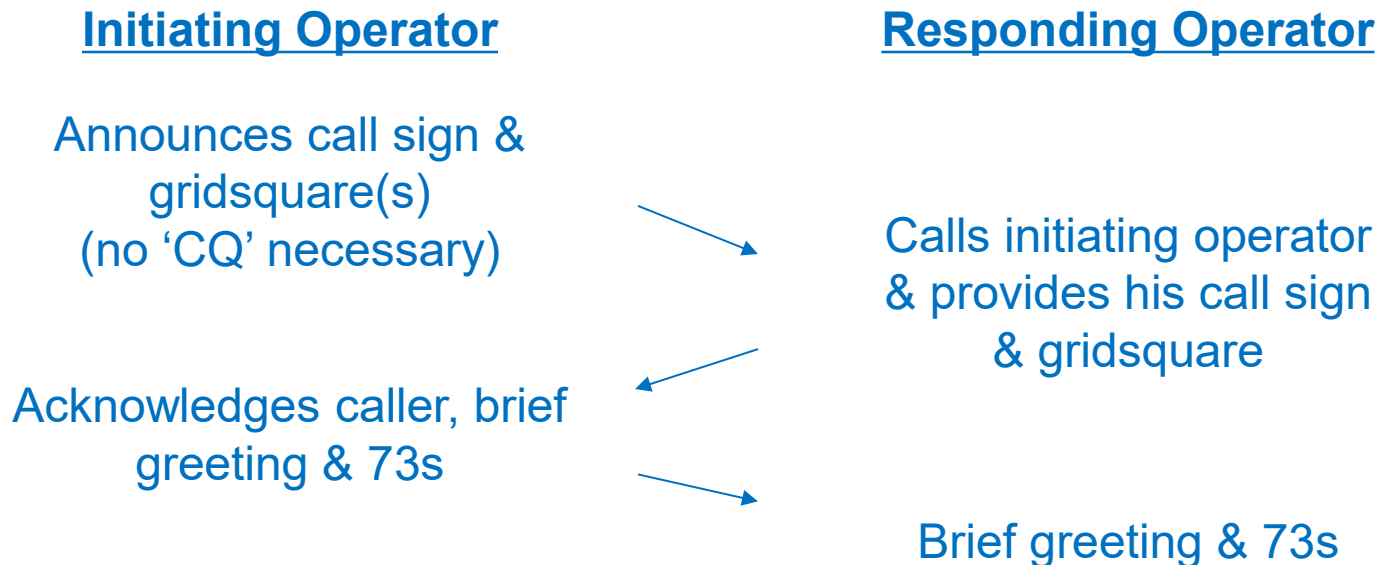 Initiating Operator
Responding Operator
Announces call sign &
gridsquare(s)
(no ‘CQ’ necessary)
Calls initiating operator
& provides his call sign
& gridsquare
Acknowledges caller, brief
greeting & 73s
Brief greeting & 73s